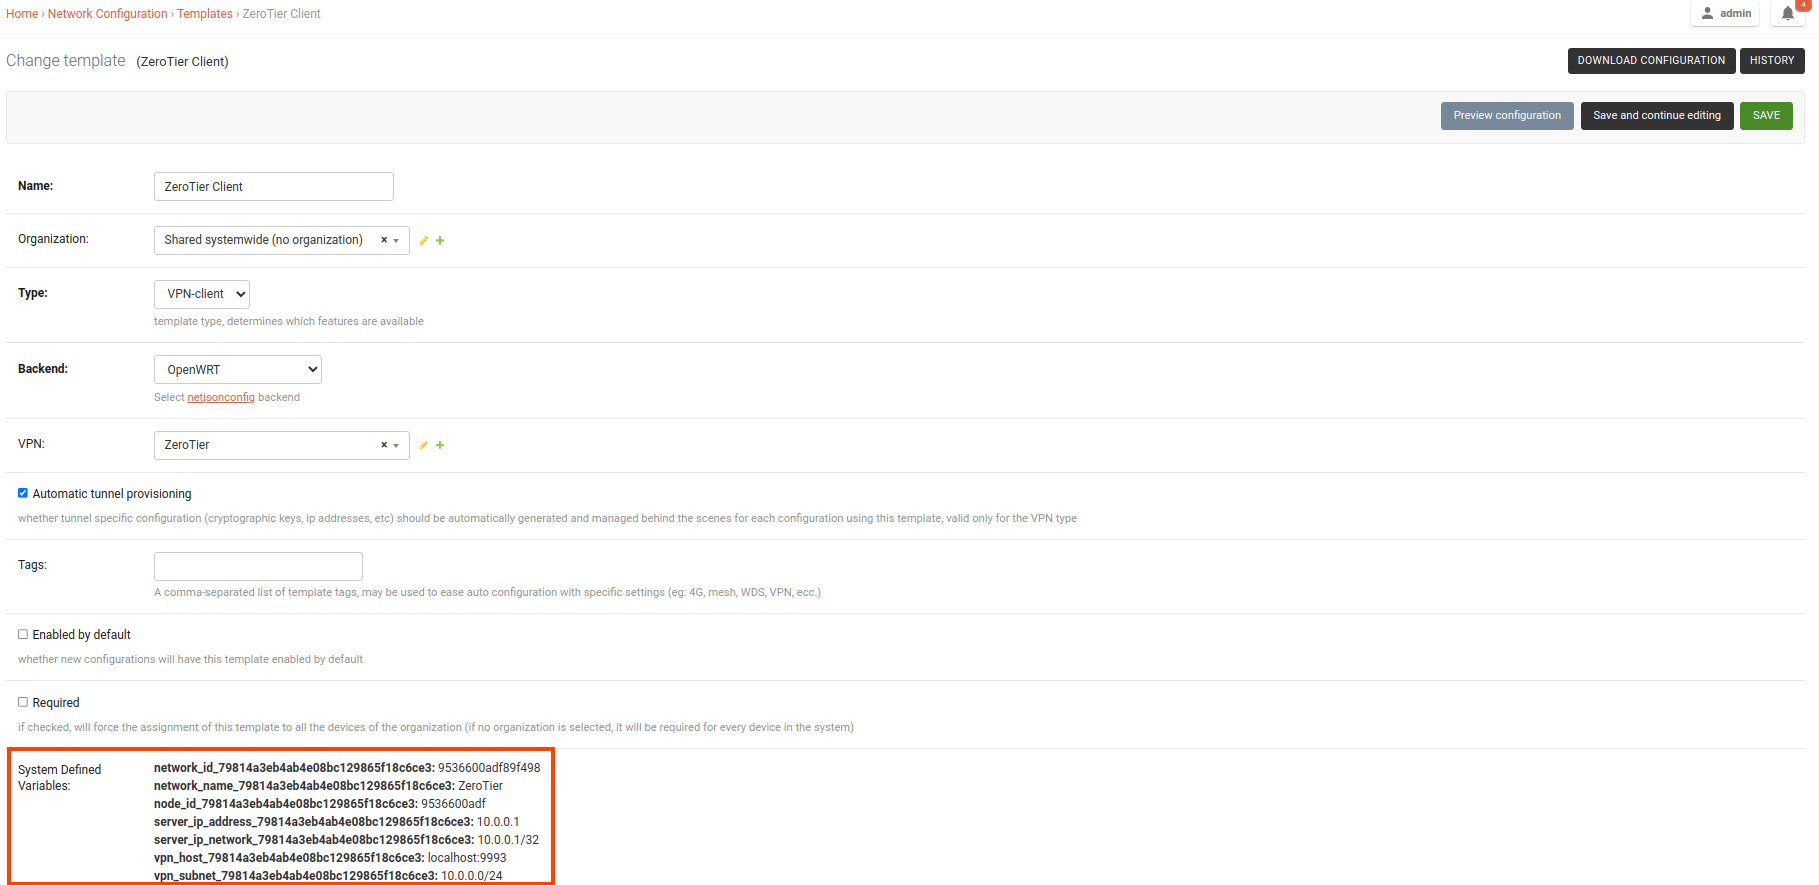 Home › Network Configuration › Templates › ZeroTier Client
admin
4
Change template (ZeroTier Client)
DOWNLOAD CONFIGURATION
HISTORY
Preview configuration
Save and continue editing
SAVE
Name:
ZeroTier Client
Organization:
Shared systemwide (no organization)
Type:
VPN-client
template type, determines which features are available
Backend:
OpenWRT
Select netjsonconfig backend
VPN:
ZeroTier
Automatic tunnel provisioning
whether tunnel specific configuration (cryptographic keys, ip addresses, etc) should be automatically generated and managed behind the scenes for each configuration using this template, valid only for the VPN type
Tags:
A comma-separated list of template tags, may be used to ease auto configuration with specific settings (eg: 4G, mesh, WDS, VPN, ecc.)
Enabled by default
whether new configurations will have this template enabled by default
Required
if checked, will force the assignment of this template to all the devices of the organization (if no organization is selected, it will be required for every device in the system)
System Defined
Variables:
network_id_79814a3eb4ab4e08bc129865f18c6ce3: 9536600adf89f498
network_name_79814a3eb4ab4e08bc129865f18c6ce3: ZeroTier
node_id_79814a3eb4ab4e08bc129865f18c6ce3: 9536600adf
server_ip_address_79814a3eb4ab4e08bc129865f18c6ce3: 10.0.0.1
server_ip_network_79814a3eb4ab4e08bc129865f18c6ce3: 10.0.0.1/32
vpn_host_79814a3eb4ab4e08bc129865f18c6ce3: localhost:9993
vpn_subnet_79814a3eb4ab4e08bc129865f18c6ce3: 10.0.0.0/24